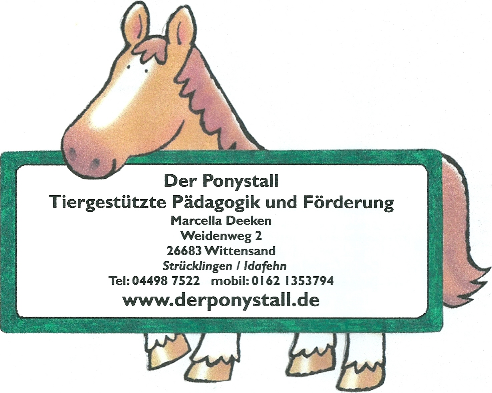 Der Ponystall
Tiergestützte Pädagogik und Förderung
Marcella Deeken
Weidenweg 2
26683 Wittensand
Strücklingen / Idafehn
Tel: 04498 7522 mobil: 0162 1353794
www.derponystall.de